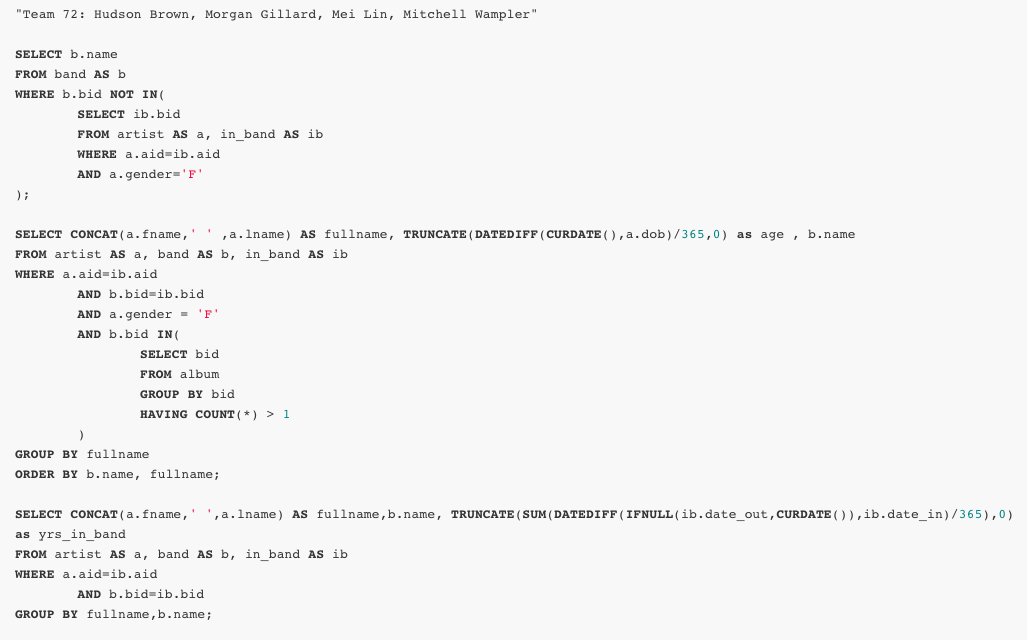 "Team 72: Hudson Brown, Morgan Gillard, Mei Lin, Mitchell Wampler"
SELECT b.name
FROM band AS b
WHERE b.bid NOT IN(
SELECT ib.bid
FROM artist AS a, in_band AS ib
WHERE a.aid=ib.aid
AND a.gender='F'
);
SELECT CONCAT(a.fname,' ' ,a.lname) AS fullname, TRUNCATE(DATEDIFF(CURDATE(),a.dob)/365,0) as age , b.name
FROM artist AS a, band AS b, in_band AS ib
WHERE a.aid=ib.aid
AND b.bid=ib.bid
AND a.gender = 'F'
AND b.bid IN(
SELECT bid
FROM album
GROUP BY bid
HAVING COUNT(*) > 1
)
GROUP BY fullname
ORDER BY b.name, fullname;
SELECT CONCAT(a.fname,' ',a.lname) AS fullname,b.name, TRUNCATE(SUM(DATEDIFF(IFNULL(ib.date_out,CURDATE()),ib.date_in)/365),0)
as yrs_in_band
FROM artist AS a, band AS b, in_band AS ib
WHERE a.aid=ib.aid
AND b.bid=ib.bid
GROUP BY fullname,b.name;